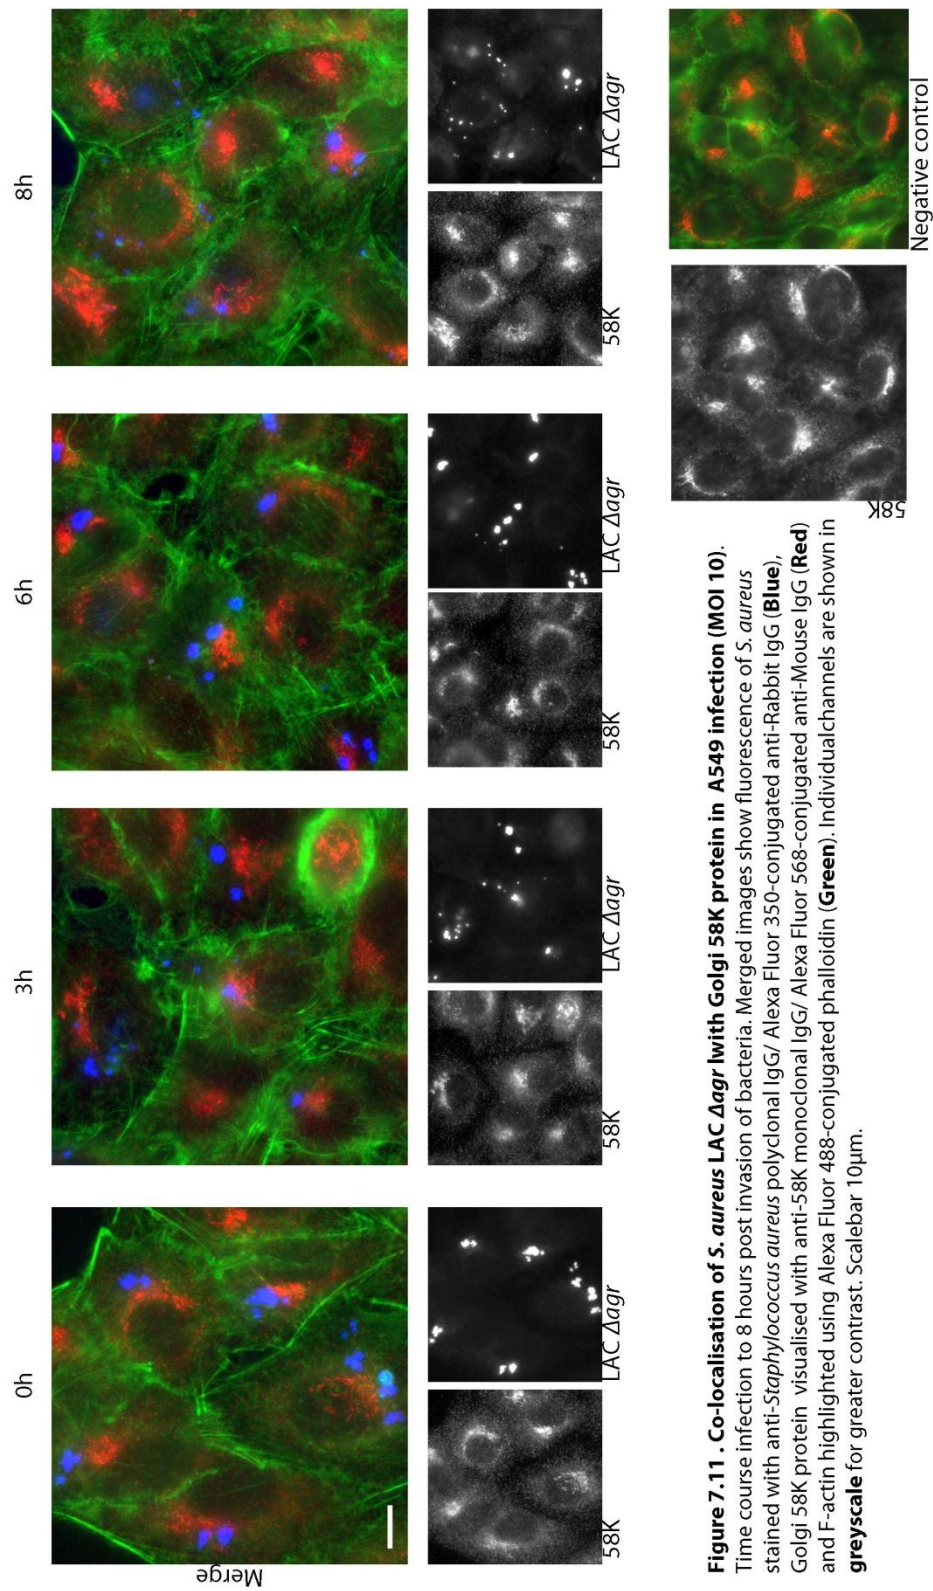 0h
3h
6h
8h
Merge
58K
LAC Δagr
58K
LAC Δagr
58K
LAC Δagr
58K
LAC Δagr
Figure 7.11 . Co-localisation of S. aureus LAC Δagr lwith Golgi 58K protein in A549 infection (MOI 10).
Time course infection to 8 hours post invasion of bacteria. Merged images show fluorescence of S. aureus
stained with anti-Staphylococcus aureus polyclonal IgG/ Alexa Fluor 350-conjugated anti-Rabbit IgG (Blue),
Golgi 58K protein visualised with anti-58K monoclonal IgG/ Alexa Fluor 568-conjugated anti-Mouse IgG (Red)
and F-actin highlighted using Alexa Fluor 488-conjugated phalloidin (Green). Individualchannels are shown in
greyscale for greater contrast. Scalebar 10µm.
58K
Negative control